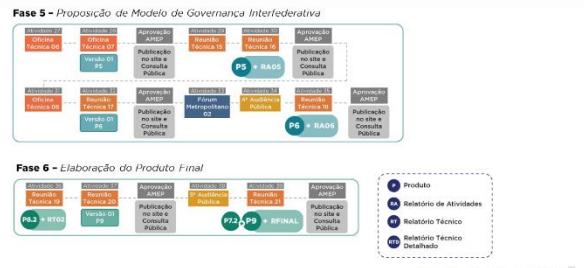 Fase 5 – Proposição de Modelo de Governança Interfederativa
Atividade 27
Oficina Técnica 06
Atividade 28
Oficina Técnica 07
Versão 01 P5
Aprovação AMEP
Publicação no site e Consulta Pública
Atividade 29
Reunião Técnica 15
Atividade 30
Reunião Técnica 16
P5 + RA05
Aprovação AMEP
Publicação no site e Consulta Pública
Atividade 31
Oficina Técnica 08
Atividade 32
Reunião Técnica 17
Versão 01 P6
Aprovação AMEP
Publicação no site e Consulta Pública
Atividade 33
Fórum Metropolitano 02
Atividade 34
4ª Audiência Pública
Atividade 35
Reunião Técnica 18
P6 + RA06
Aprovação AMEP
Publicação no site e Consulta Pública
Fase 6 – Elaboração do Produto Final
Atividade 36
Reunião Técnica 19
P8.2 + RT02
Atividade 37
Reunião Técnica 20
Versão 01 P9
Aprovação AMEP
Publicação no site e Consulta Pública
Atividade 38
5ª Audiência Pública
Atividade 39
Reunião Técnica 21
P7.2 + P9 + RFINAL
Aprovação AMEP
Publicação no site e Consulta Pública
P Produto
RA Relatório de Atividades
RT Relatório Técnico
RTD Relatório Técnico Detalhado